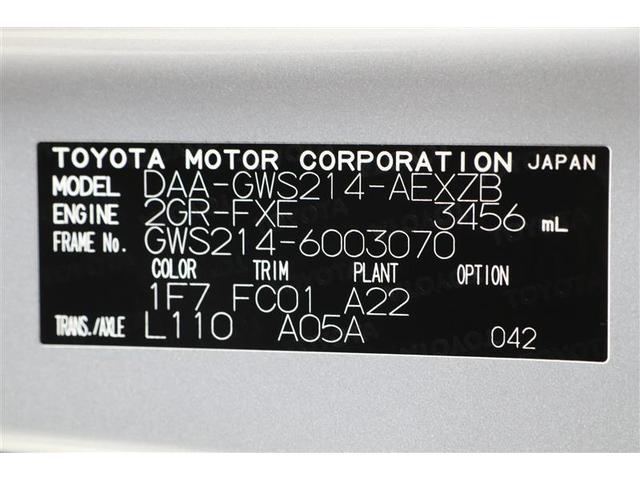 TOYOTA MOTOR CORPORATION JAPAN
MODEL DAA-GWS214-AEXZB
ENGINE 2GR-FXE 3456 mL
FRAME No. GWS214-6003070
COLOR TRIM PLANT OPTION
1F7 FC01 A22
TRANS./AXLE L110 A05A 042